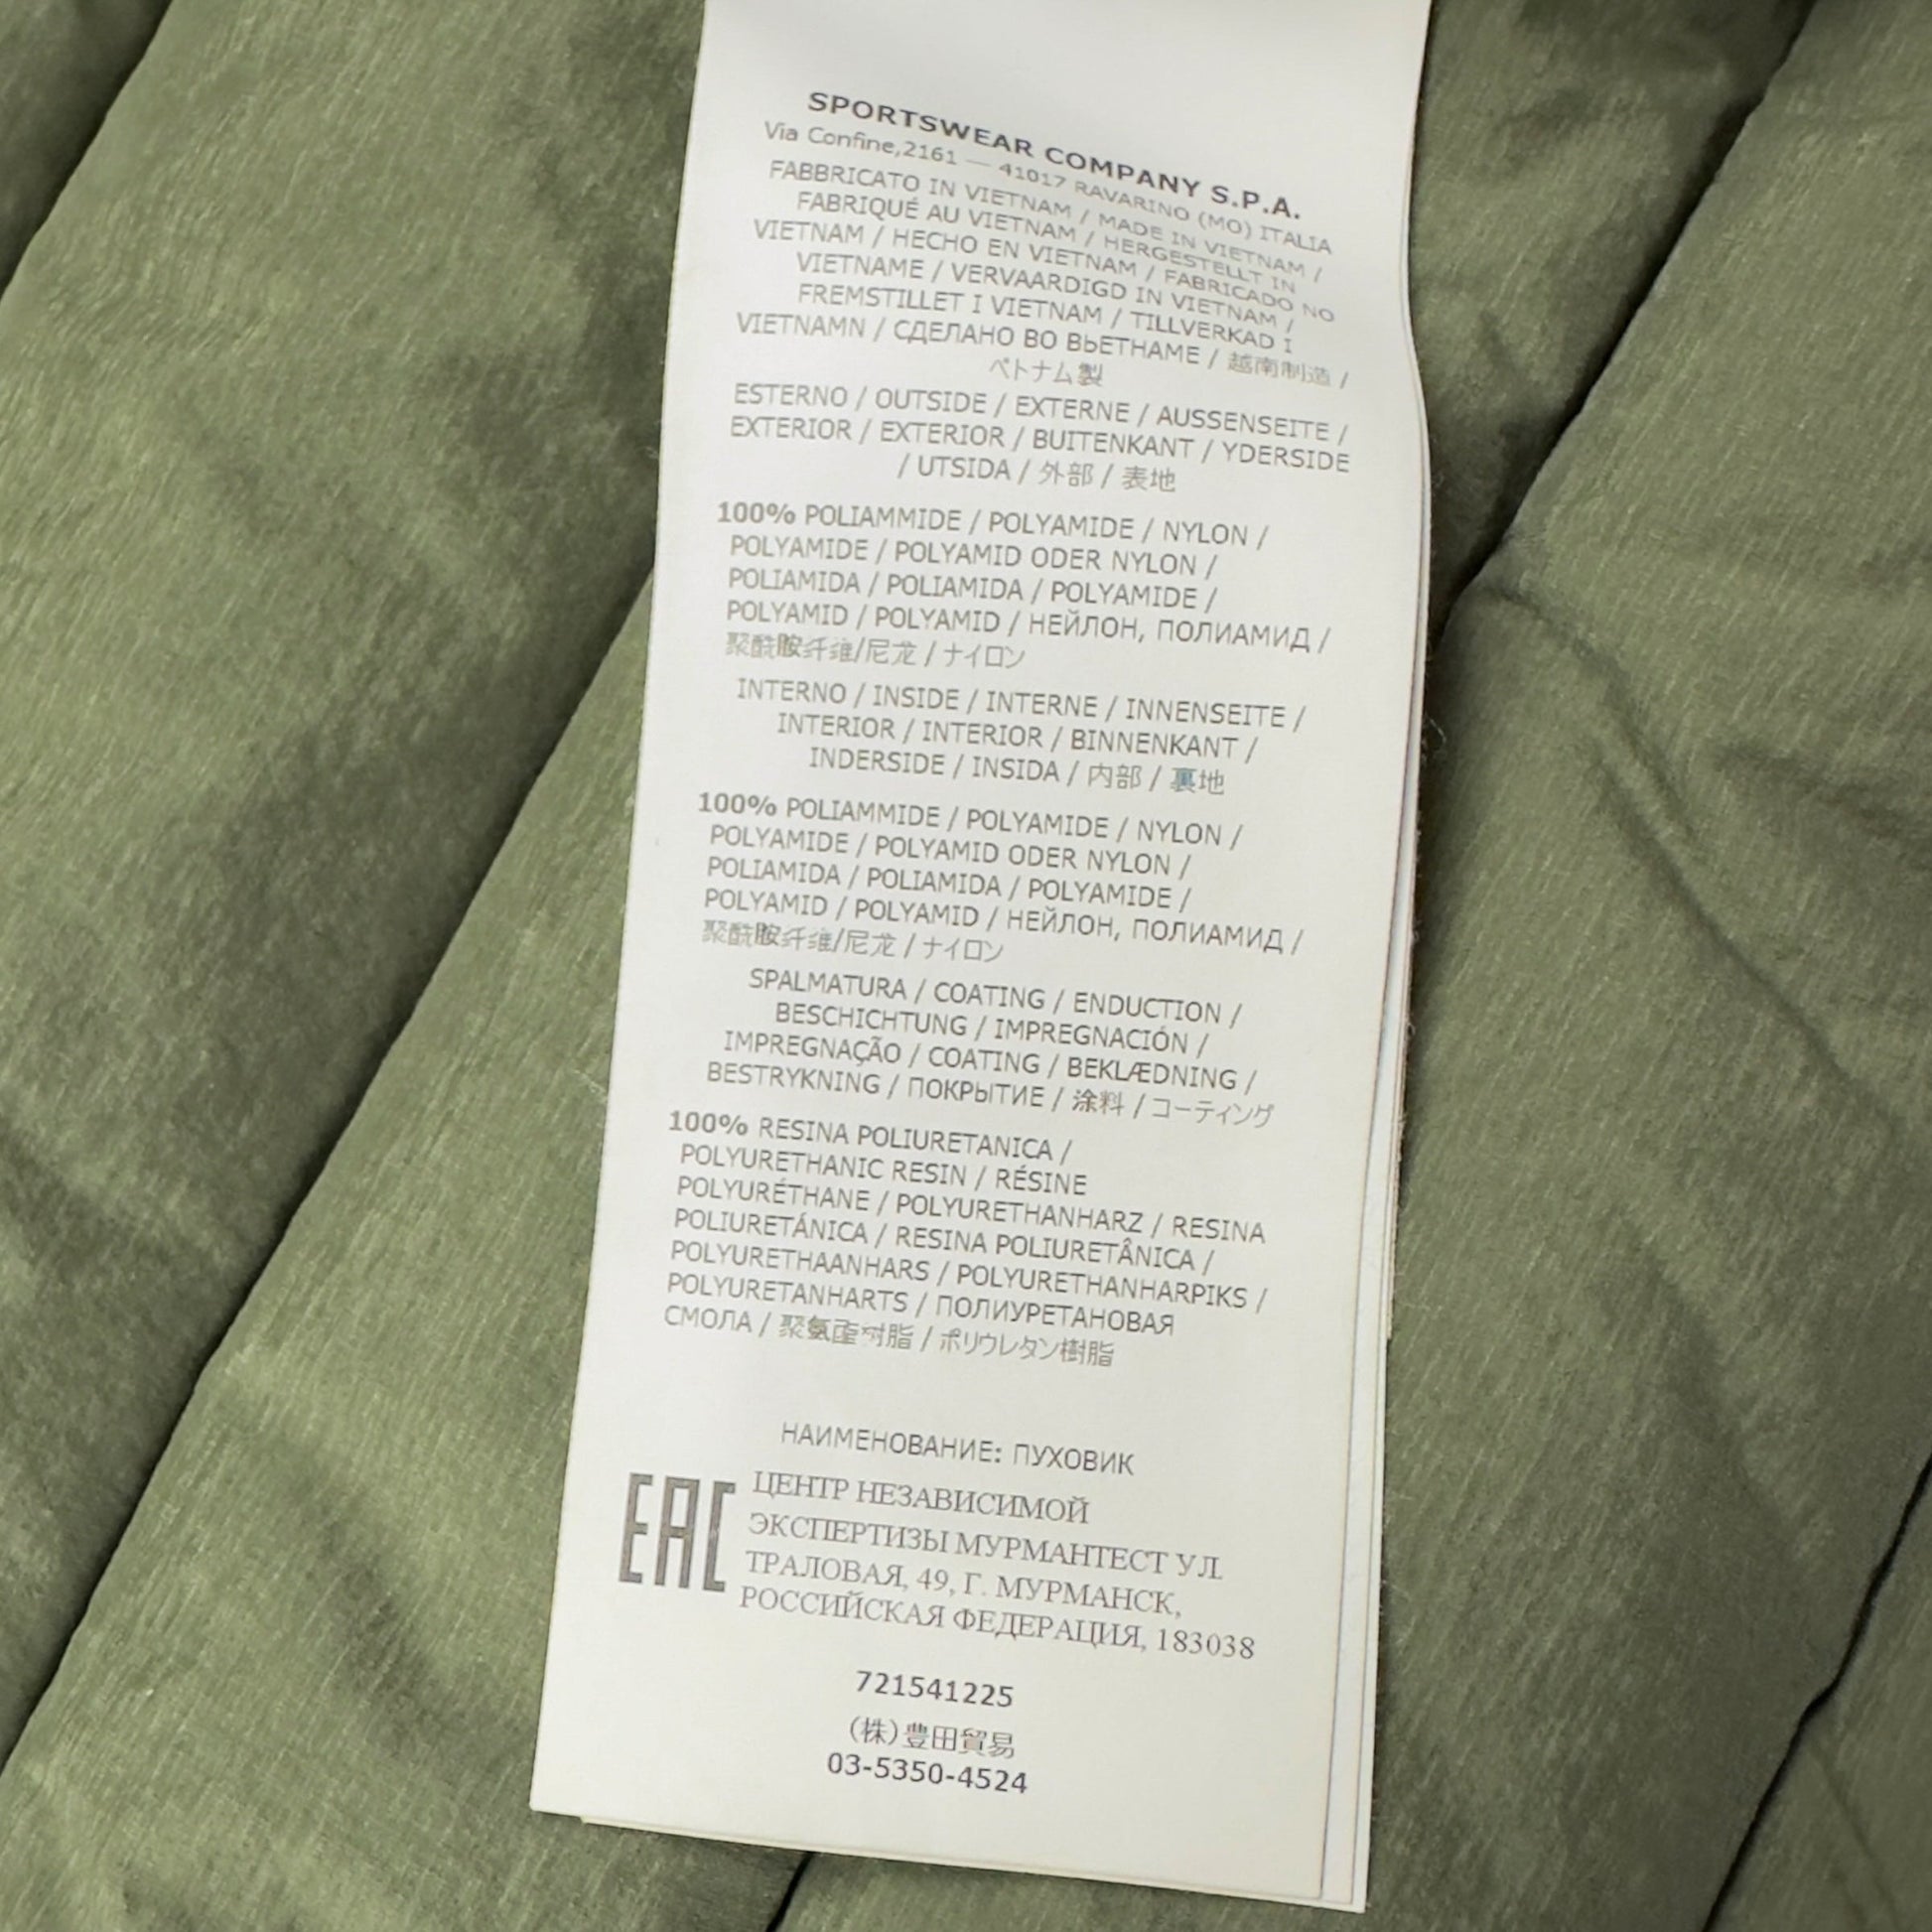 SPORTSWEAR COMPANY S.P.A.
Via Confine,2161 — 41017 RAVARINO (MO) ITALIA
FABBRICATO IN VIETNAM / MADE IN VIETNAM /
FABRIQUÉ AU VIETNAM / HERGESTELLT IN
VIETNAM / HECHO EN VIETNAM / FABRICADO NO
VIETNAME / VERVAARDIGD IN VIETNAM /
FREMSTILLET I VIETNAM / TILLVERKAD I
VIETNAMN / СДЕЛАНО ВО ВЬЕТНАМЕ / 越南制造 /
ベトナム製
ESTERNO / OUTSIDE / EXTERNE / AUSSENSEITE /
EXTERIOR / EXTERIOR / BUITENKANT / YDERSIDE
/ UTSIDA / 外部 / 表地
100% POLIAMMIDE / POLYAMIDE / NYLON /
POLYAMIDE / POLYAMID ODER NYLON /
POLIAMIDA / POLIAMIDA / POLYAMIDE /
POLYAMID / POLYAMID / НЕЙЛОН, ПОЛИАМИД /
聚酰胺纤维/尼龙 / ナイロン
INTERNO / INSIDE / INTERNE / INNENSEITE /
INTERIOR / INTERIOR / BINNENKANT /
INDERSIDE / INSIDA / 内部 / 裏地
100% POLIAMMIDE / POLYAMIDE / NYLON /
POLYAMIDE / POLYAMID ODER NYLON /
POLIAMIDA / POLIAMIDA / POLYAMIDE /
POLYAMID / POLYAMID / НЕЙЛОН, ПОЛИАМИД /
聚酰胺纤维/尼龙 / ナイロン
SPALMATURA / COATING / ENDUCTION /
BESCHICHTUNG / IMPREGNACIÓN /
IMPREGNAÇÃO / COATING / BEKLÆDNING /
BESTRYKNING / ПОКРЫТИЕ / 涂料 / コーティング
100% RESINA POLIURETANICA /
POLYURETHANIC RESIN / RÉSINE
POLYURÉTHANE / POLYURETHANHARZ / RESINA
POLIURETÁNICA / RESINA POLIURETÂNICA /
POLYURETHAANHARS / POLYURETHANHARPIKS /
POLYURETANHARTS / ПОЛИУРЕТАНОВАЯ
СМОЛА / 聚氨酯树脂 / ポリウレタン樹脂
НАИМЕНОВАНИЕ: ПУХОВИК
EAC
ЦЕНТР НЕЗАВИСИМОЙ
ЭКСПЕРТИЗЫ МУРМАНТЕСТ УЛ.
ТРАЛОВАЯ, 49, Г. МУРМАНСК,
РОССИЙСКАЯ ФЕДЕРАЦИЯ, 183038
721541225
(株)豊田貿易
03-5350-4524